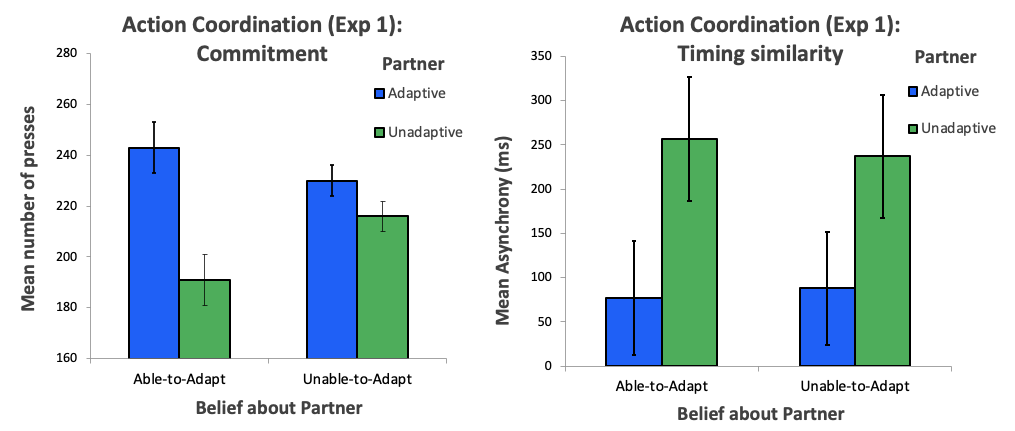 Action Coordination (Exp 1):
Commitment
Partner
Adaptive
Unadaptive
Mean number of presses
280
260
240
220
200
180
160
Able-to-Adapt
Unable-to-Adapt
Belief about Partner
Action Coordination (Exp 1):
Timing similarity
Partner
Adaptive
Unadaptive
Mean Asynchrony (ms)
350
300
250
200
150
100
50
0
Able-to-Adapt
Unable-to-Adapt
Belief about Partner